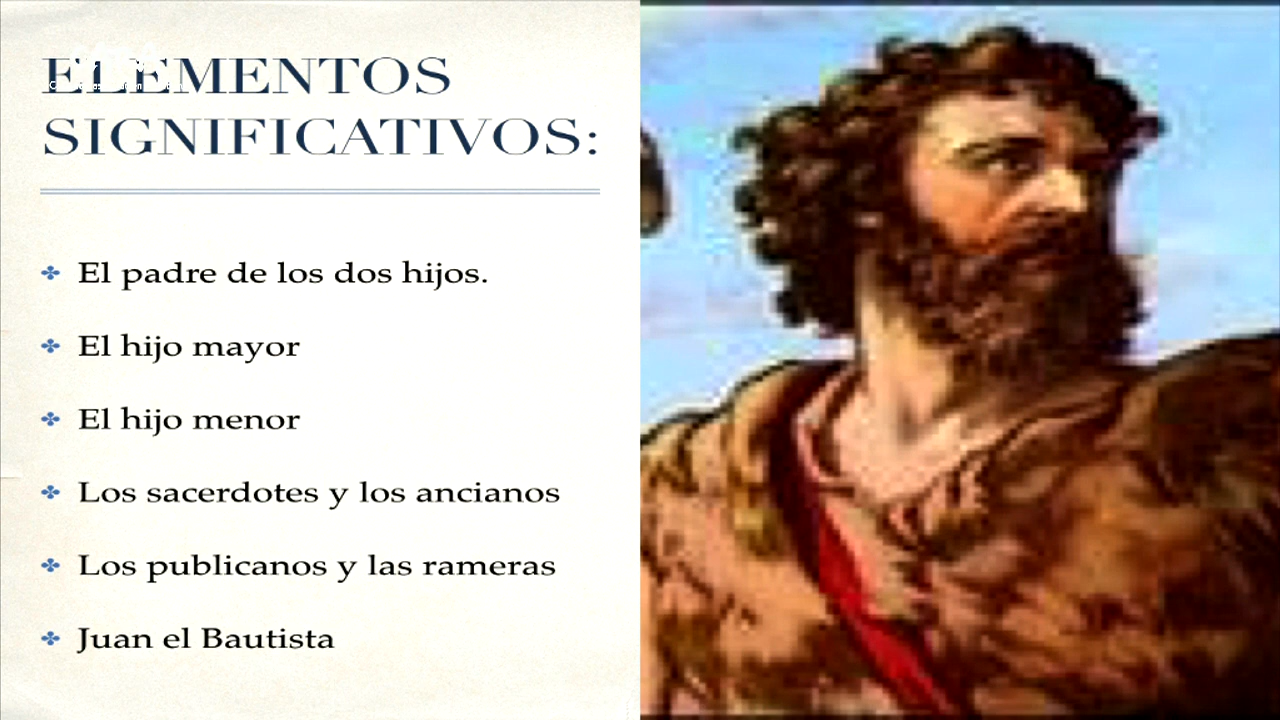 ELEMENTOS
SIGNIFICATIVOS:
El padre de los dos hijos.
El hijo mayor
El hijo menor
Los sacerdotes y los ancianos
Los publicanos y las rameras
Juan el Bautista